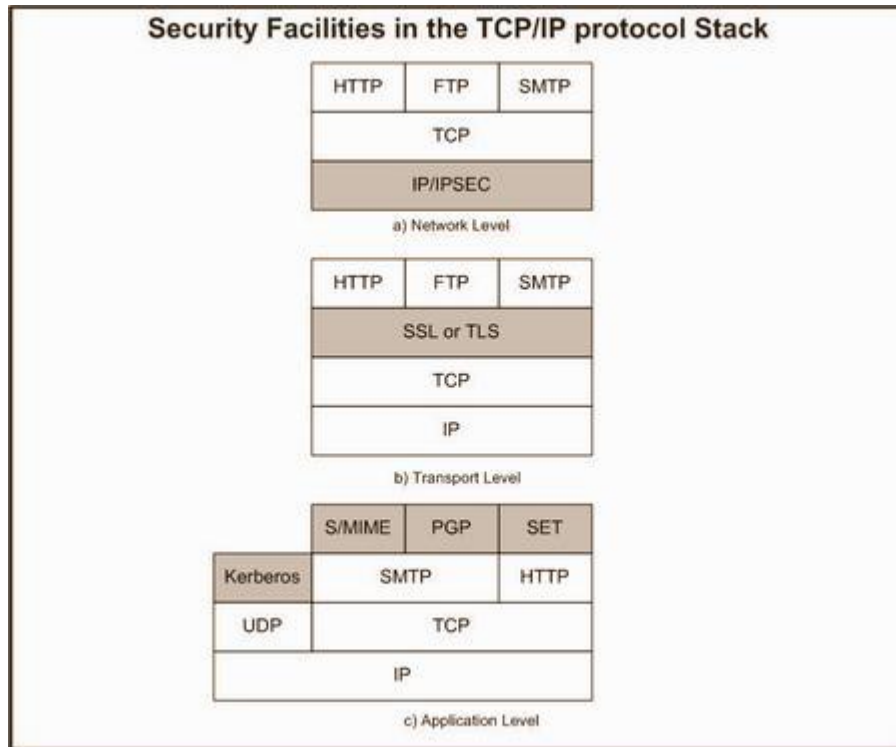 Security Facilities in the TCP/IP protocol Stack
HTTP FTP SMTP
TCP
IP/IPSEC
a) Network Level
HTTP FTP SMTP
SSL or TLS
TCP
IP
b) Transport Level
S/MIME PGP SET
Kerberos SMTP HTTP
UDP TCP
IP
c) Application Level